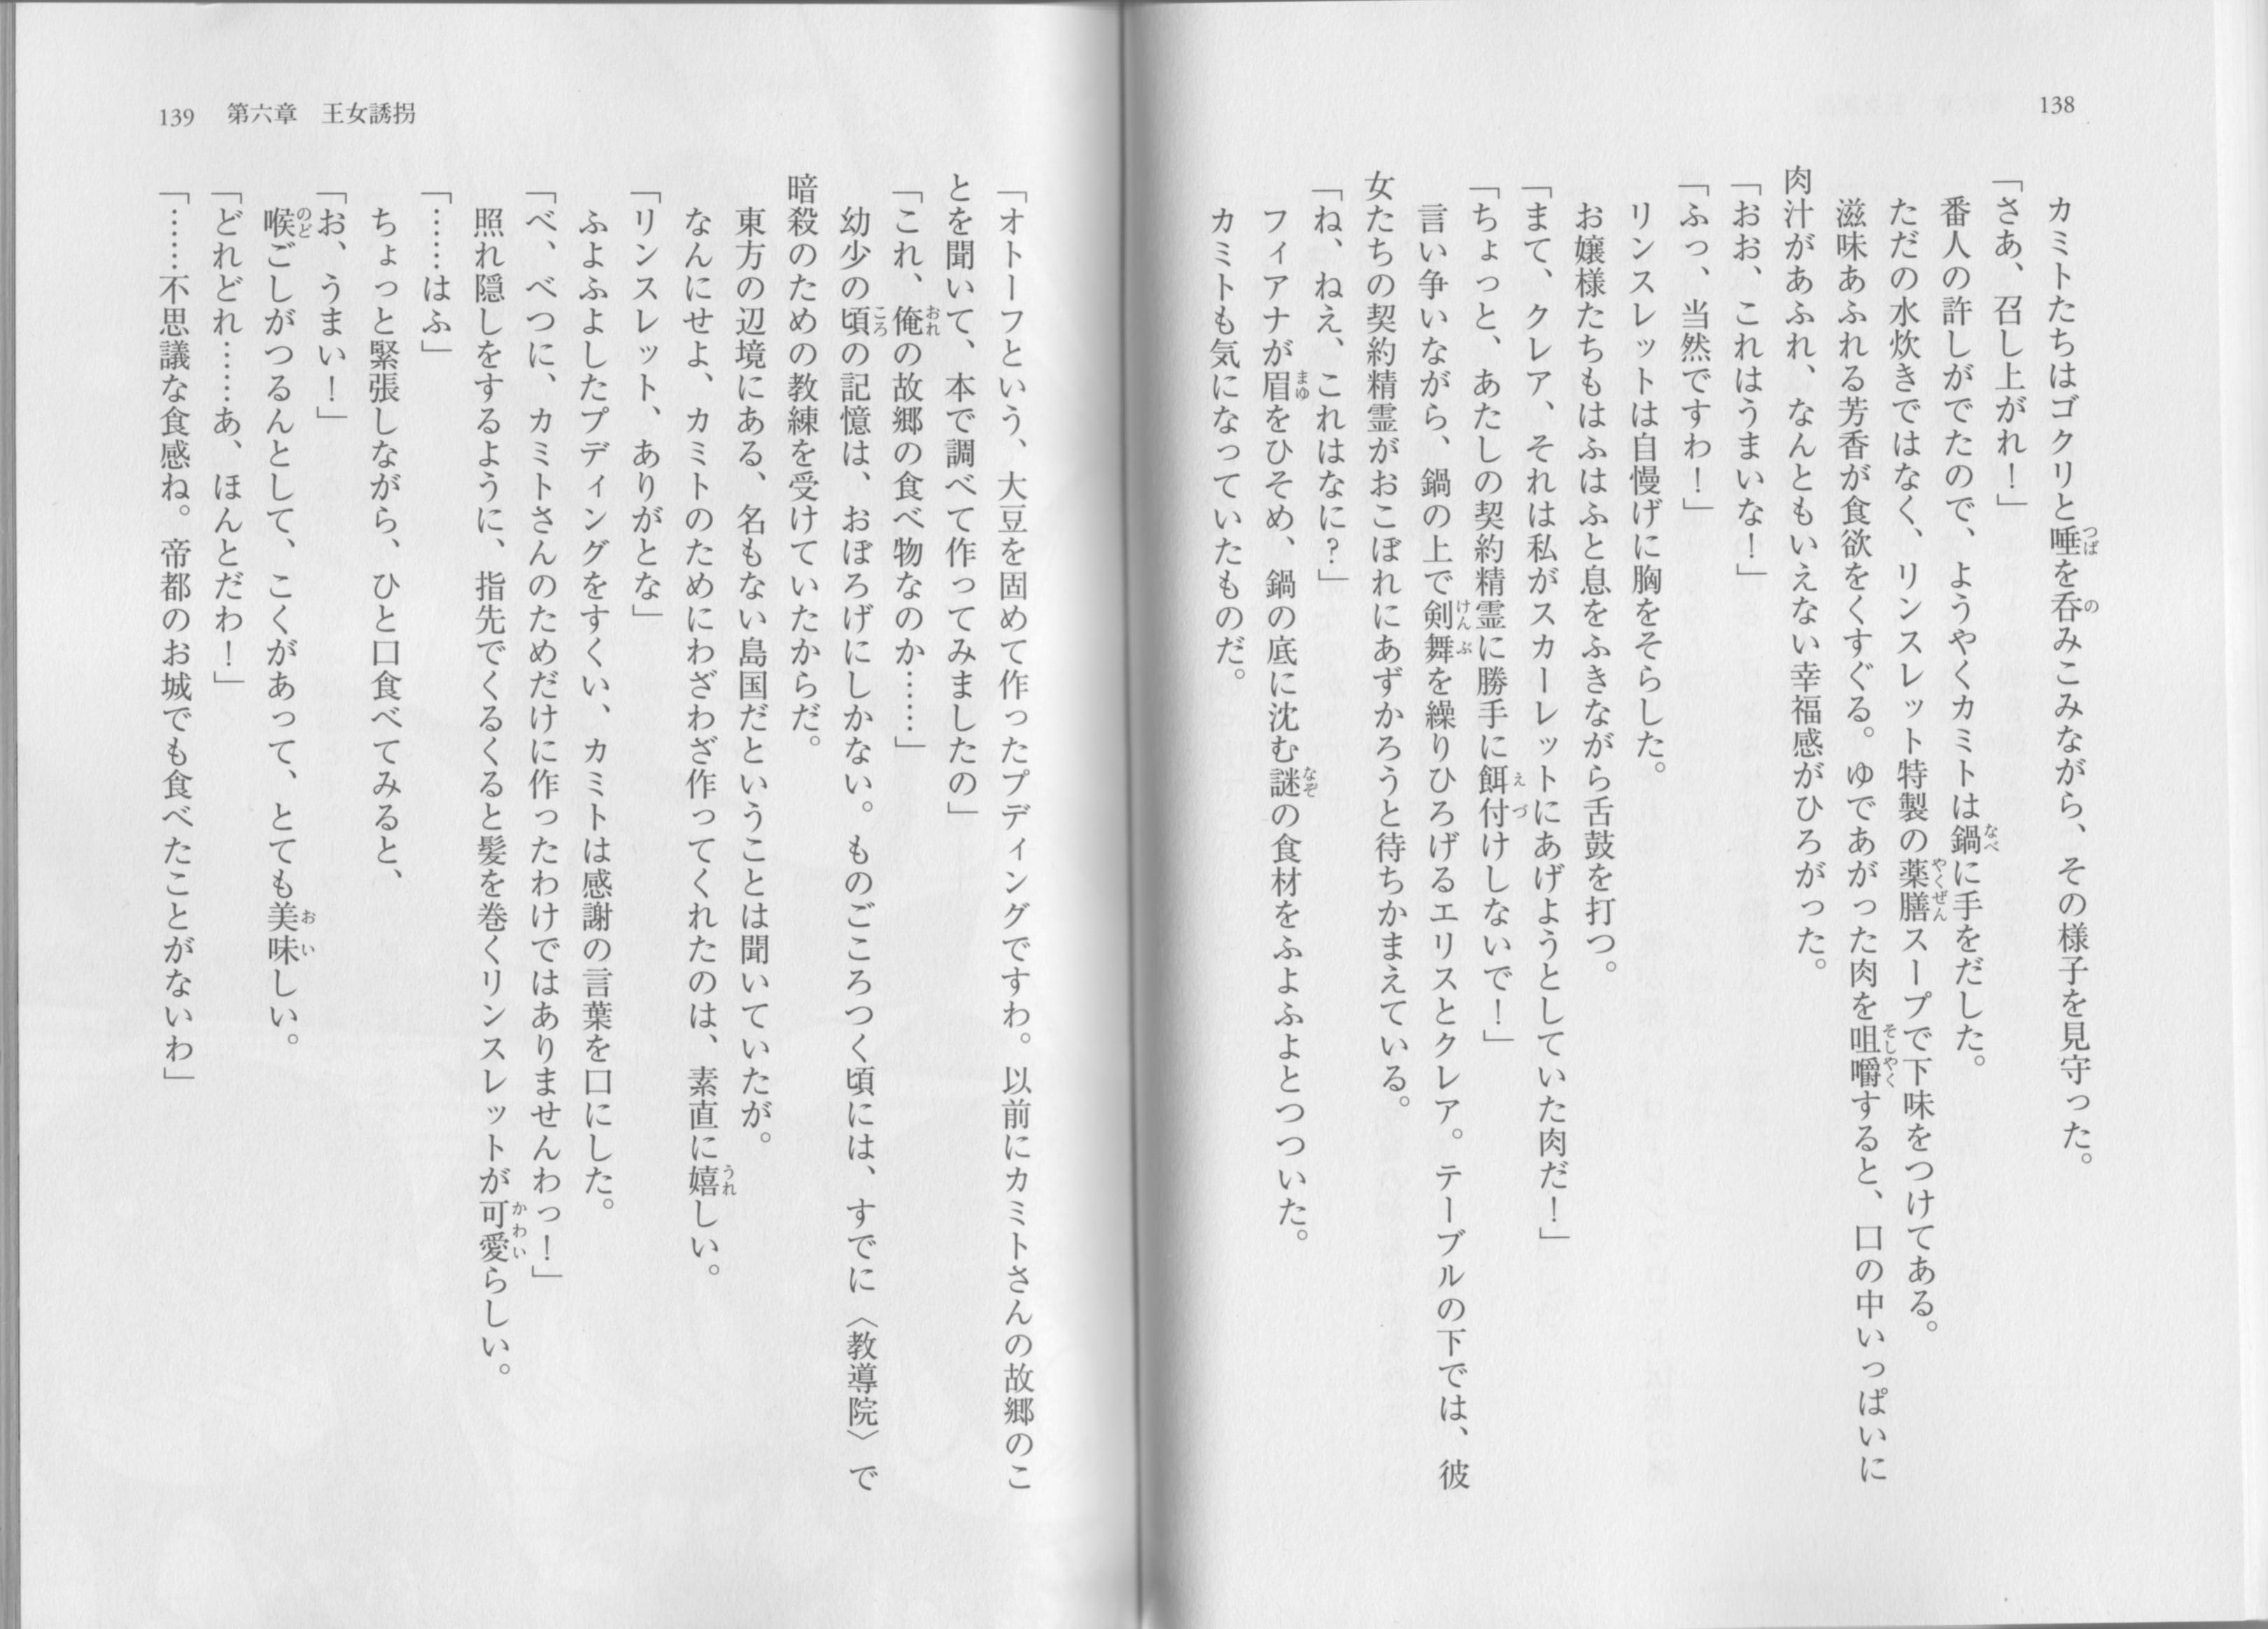 138
カミトたちはゴクリと唾を呑みこみながら、その様子を見守った。
「さあ、召し上がれ！」
番人の許しがでたので、ようやくカミトは鍋に手をだした。
ただの水炊きではなく、リンスレット特製の薬膳スープで下味をつけてある。
滋味あふれる芳香が食欲をくすぐる。ゆであがった肉を咀嚼すると、口の中いっぱいに
肉汁があふれ、なんともいえない幸福感がひろがった。
「おお、これはうまいな！」
「ふっ、当然ですわ！」
リンスレットは自慢げに胸をそらした。
お嬢様たちもはふはふと息をふきながら舌鼓を打つ。
「まて、クレア、それは私がスカーレットにあげようとしていた肉だ！」
「ちょっと、あたしの契約精霊に勝手に餌付けしないで！」
言い争いながら、鍋の上で剣舞を繰りひろげるエリスとクレア。テーブルの下では、彼
女たちの契約精霊がおこぼれにあずかろうと待ちかまえている。
「ね、ねえ、これはなに？」
フィアナが眉をひそめ、鍋の底に沈む謎の食材をふよふよとつついた。
カミトも気になっていたものだ。
139 第六章 王女誘拐
「オトーフという、大豆を固めて作ったプディングですわ。以前にカミトさんの故郷のこ
とを聞いて、本で調べて作ってみましたの」
「これ、俺の故郷の食べ物なのか……」
幼少の頃の記憶は、おぼろげにしかない。ものごころつく頃には、すでに〈教導院〉で
暗殺のための教練を受けていたからだ。
東方の辺境にある、名もない島国だということは聞いていたが。
なんにせよ、カミトのためにわざわざ作ってくれたのは、素直に嬉しい。
「リンスレット、ありがとな」
ふよふよしたプディングをすくい、カミトは感謝の言葉を口にした。
「べ、べつに、カミトさんのためだけに作ったわけではありませんわっ！」
照れ隠しをするように、指先でくるくると髪を巻くリンスレットが可愛らしい。
「……はふ」
ちょっと緊張しながら、ひと口食べてみると、
「お、うまい！」
喉ごしがつるんとして、こくがあって、とても美味しい。
「どれどれ……あ、ほんとだわ！」
「……不思議な食感ね。帝都のお城でも食べたことがないわ」